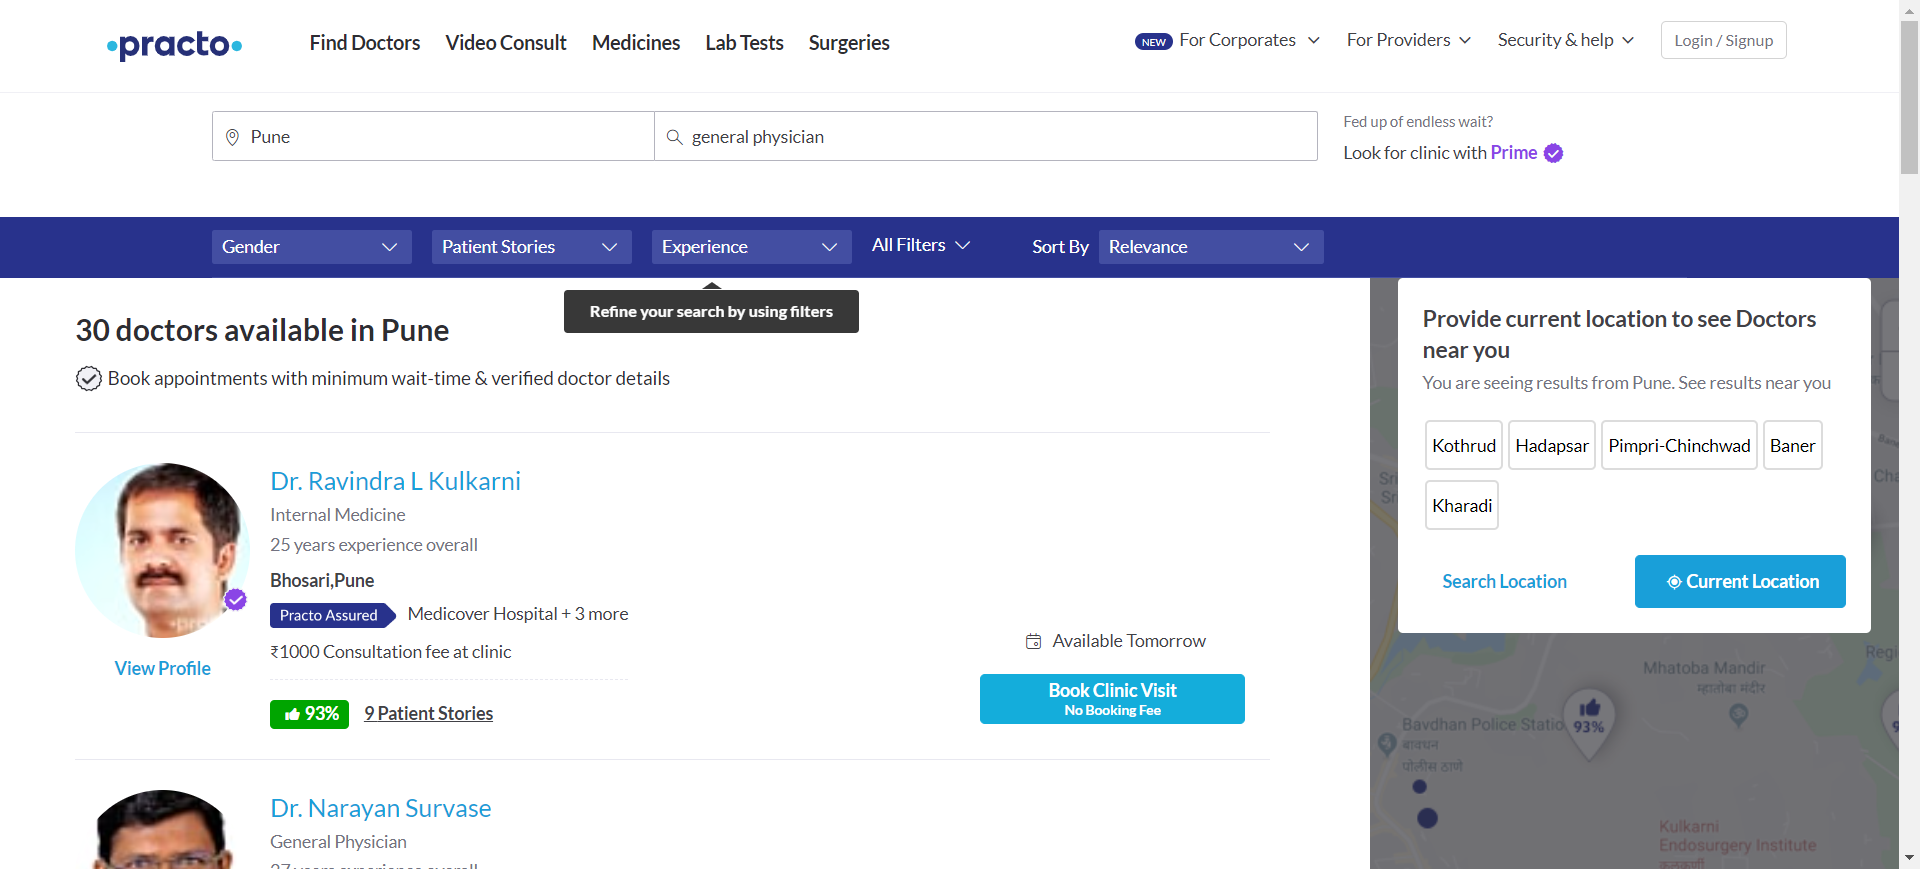 practo
Find Doctors
Video Consult
Medicines
Lab Tests
Surgeries
NEW
For Corporates
For Providers
Security & help
Login / Signup
Pune
general physician
Fed up of endless wait?
Look for clinic with Prime
Gender
Patient Stories
Experience
All Filters
Sort By
Relevance
Refine your search by using filters
30 doctors available in Pune
Book appointments with minimum wait-time & verified doctor details
Dr. Ravindra L Kulkarni
Internal Medicine
25 years experience overall
Bhosari,Pune
Practo Assured
Medicover Hospital + 3 more
₹1000 Consultation fee at clinic
View Profile
93%
9 Patient Stories
Available Tomorrow
Book Clinic Visit
No Booking Fee
Dr. Narayan Survase
General Physician
27 years experience overall
Provide current location to see Doctors
near you
You are seeing results from Pune. See results near you
Kothrud
Hadapsar
Pimpri-Chinchwad
Baner
Kharadi
Search Location
Current Location
Mhatoba Mandir
म्हातोबा मंदीर
Bavdhan Police Statio
बावधन
पोलीस ठाणे
93%
Kulkarni
Endosurgery Institute
कुलकर्णी